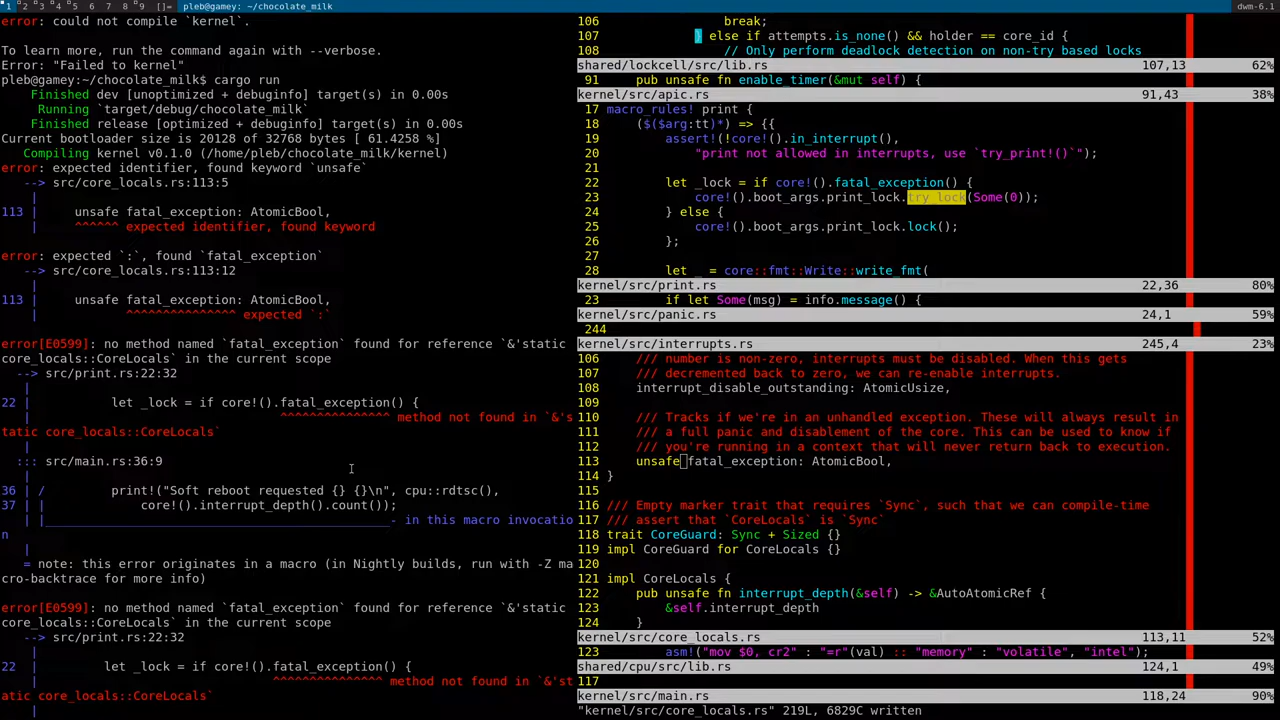 1 2 3 4 5 6 7 8 9 []= pleb@gamey: ~/chocolate_milk dwm-6.1
error: could not compile `kernel`.
To learn more, run the command again with --verbose.
Error: "Failed to kernel"
pleb@gamey:~/chocolate_milk$ cargo run
Finished dev [unoptimized + debuginfo] target(s) in 0.00s
Running `target/debug/chocolate_milk`
Finished release [optimized + debuginfo] target(s) in 0.00s
Current bootloader size is 20128 of 32768 bytes [ 61.4258 %]
Compiling kernel v0.1.0 (/home/pleb/chocolate_milk/kernel)
error: expected identifier, found keyword `unsafe`
--> src/core_locals.rs:113:5
|
113 | unsafe fatal_exception: AtomicBool,
| ^^^^^^ expected identifier, found keyword
error: expected `:`, found `fatal_exception`
--> src/core_locals.rs:113:12
|
113 | unsafe fatal_exception: AtomicBool,
| ^^^^^^^^^^^^^^^ expected `:`
error[E0599]: no method named `fatal_exception` found for reference `&'static
core_locals::CoreLocals` in the current scope
--> src/print.rs:22:32
|
22 | let _lock = if core!().fatal_exception() {
| ^^^^^^^^^^^^^^^ method not found in `&'s
tatic core_locals::CoreLocals`
|
::: src/main.rs:36:9
|
36 | / print!("Soft reboot requested {} {}\n", cpu::rdtsc(),
37 | | core!().interrupt_depth().count());
| |________________________________________________- in this macro invocatio
n
|
= note: this error originates in a macro (in Nightly builds, run with -Z ma
cro-backtrace for more info)
error[E0599]: no method named `fatal_exception` found for reference `&'static
core_locals::CoreLocals` in the current scope
--> src/print.rs:22:32
|
22 | let _lock = if core!().fatal_exception() {
| ^^^^^^^^^^^^^^^ method not found in `&'st
atic core_locals::CoreLocals`
|
106 break;
107 } else if attempts.is_none() && holder == core_id {
108 // Only perform deadlock detection on non-try based locks
shared/lockcell/src/lib.rs 107,13 62%
91 pub unsafe fn enable_timer(&mut self) {
kernel/src/apic.rs 91,43 38%
17 macro_rules! print {
18 ($($arg:tt)*) => {{
19 assert!(!core!().in_interrupt(),
20 "print not allowed in interrupts, use `try_print!()`");
21
22 let _lock = if core!().fatal_exception() {
23 core!().boot_args.print_lock.try_lock(Some(0));
24 } else {
25 core!().boot_args.print_lock.lock();
26 };
27
28 let _ = core::fmt::Write::write_fmt(
kernel/src/print.rs 22,36 80%
23 if let Some(msg) = info.message() {
kernel/src/panic.rs 24,1 59%
244
kernel/src/interrupts.rs 245,4 23%
106 /// number is non-zero, interrupts must be disabled. When this gets
107 /// decremented back to zero, we can re-enable interrupts.
108 interrupt_disable_outstanding: AtomicUsize,
109
110 /// Tracks if we're in an unhandled exception. These will always result in
111 /// a full panic and disablement of the core. This can be used to know if
112 /// you're running in a context that will never return back to execution.
113 unsafe fatal_exception: AtomicBool,
114 }
115
116 /// Empty marker trait that requires `Sync`, such that we can compile-time
117 /// assert that `CoreLocals` is `Sync`
118 trait CoreGuard: Sync + Sized {}
119 impl CoreGuard for CoreLocals {}
120
121 impl CoreLocals {
122 pub unsafe fn interrupt_depth(&self) -> &AutoAtomicRef {
123 &self.interrupt_depth
124 }
kernel/src/core_locals.rs 113,11 52%
123 asm!("mov $0, cr2" : "=r"(val) :: "memory" : "volatile", "intel");
shared/cpu/src/lib.rs 124,1 49%
117
kernel/src/main.rs 118,24 90%
"kernel/src/core_locals.rs" 219L, 6829C written